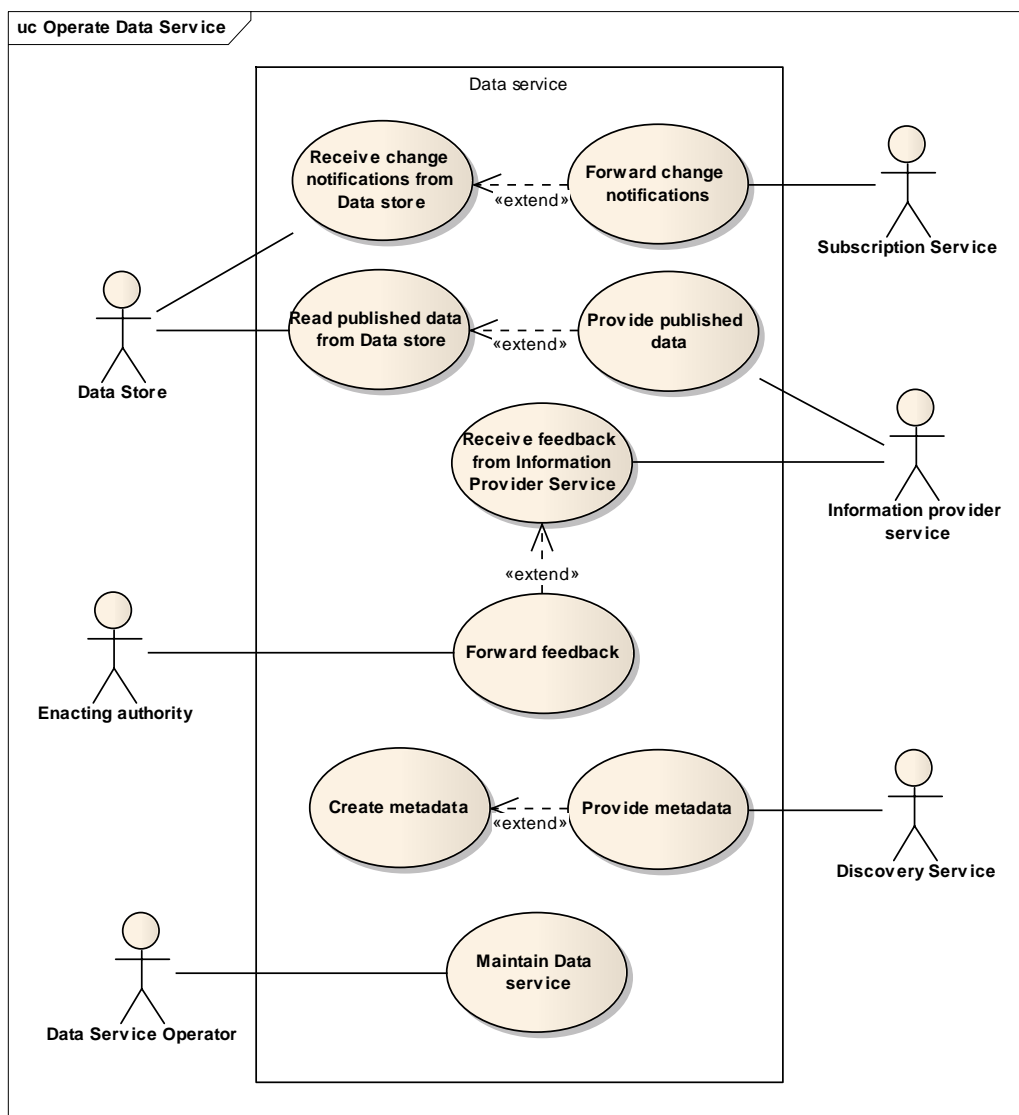 uc Operate Data Service
Data service
Receive change
notifications from
Data store
«extend»
Forward change
notifications
Subscription Service
Data Store
Read published data
from Data store
«extend»
Provide published
data
Receive feedback
from Information
Provider Service
Information provider
service
«extend»
Enacting authority
Forward feedback
Create metadata
«extend»
Provide metadata
Discovery Service
Data Service Operator
Maintain Data
service